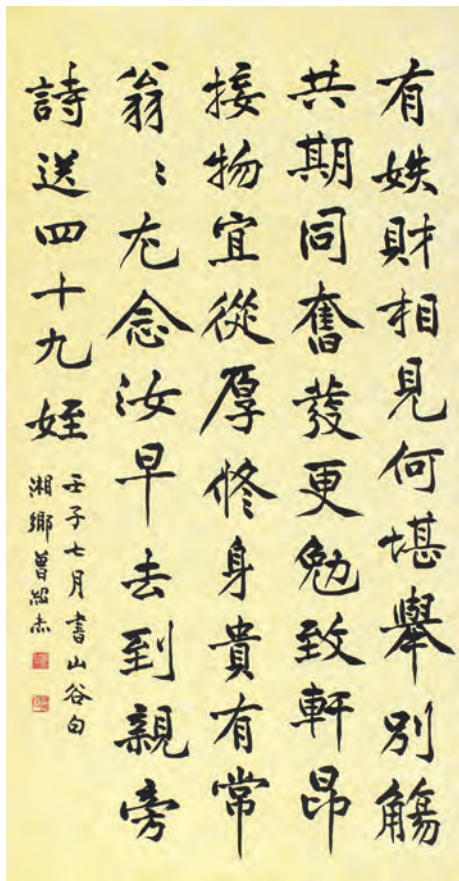 有妷財相見何堪舉別觴
共期同奮發更勉致軒昂
接物宜從厚修身貴有常
翁〻尤念汝早去到親旁
詩送四十九姪
壬子七月書山谷句
湘鄉曾紹杰